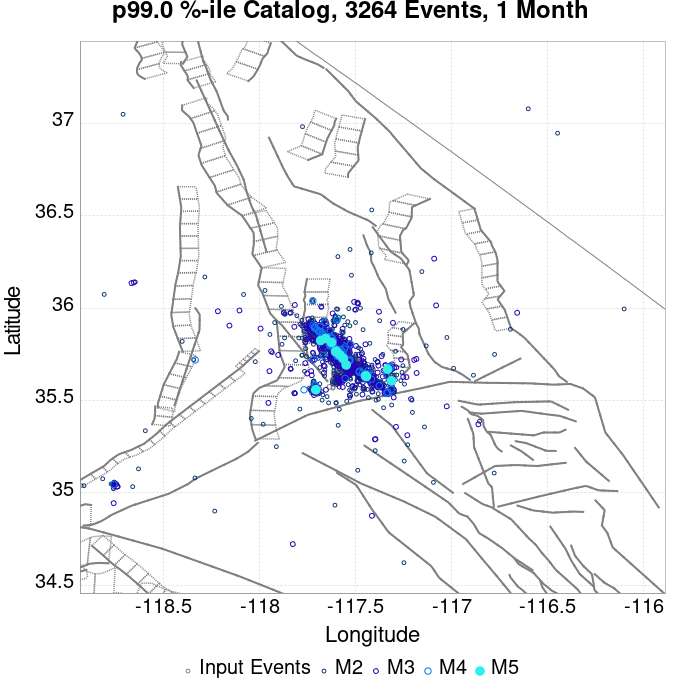 p99.0 %-ile Catalog, 3264 Events, 1 Month
37
36.5
36
35.5
35
34.5
Latitude
-118.5 -118 -117.5 -117 -116.5 -116
Longitude
Input Events M2 M3 M4 M5